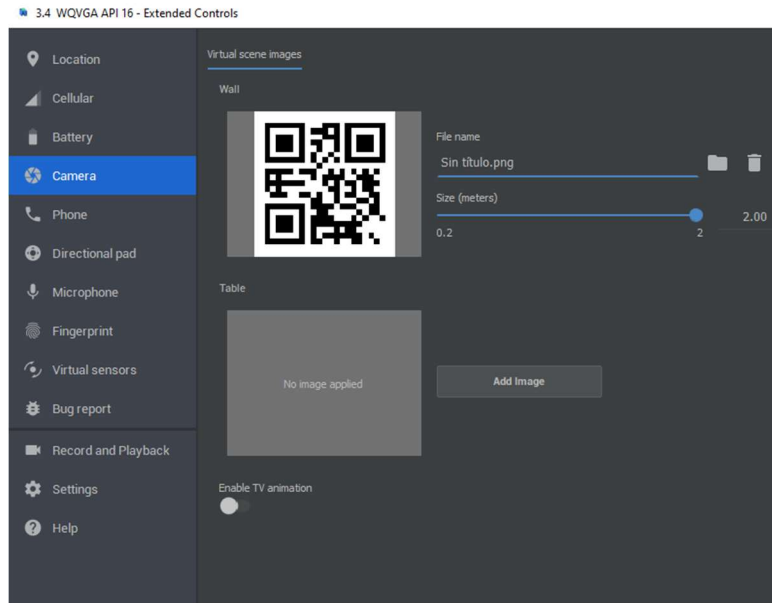 3.4 WQVGA API 16 - Extended Controls
Location
Cellular
Battery
Camera
Phone
Directional pad
Microphone
Fingerprint
Virtual sensors
Bug report
Record and Playback
Settings
Help
Virtual scene images
Wall
File name
Sin título.png
Size (meters)
2.00
0.2 2
Table
No image applied
Add Image
Enable TV animation